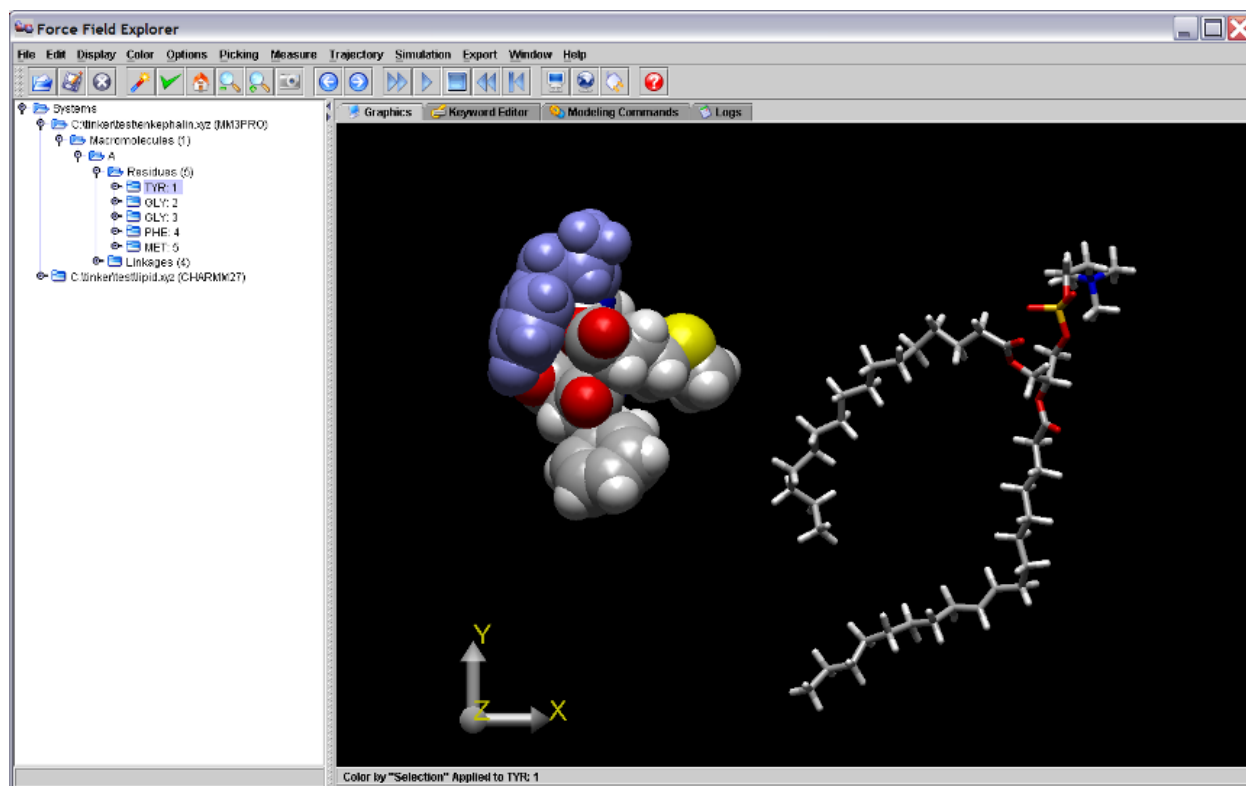 Force Field Explorer
File Edit Display Color Options Picking Measure Trajectory Simulation Export Window Help
Systems
C:\tinker\test\enkephalin.xyz (MM3PRO)
Macromolecules (1)
A
Residues (5)
TYR: 1
GLY: 2
GLY: 3
PHE: 4
MET: 5
Linkages (4)
C:\tinker\test\lipid.xyz (CHARMM27)
Graphics Keyword Editor Modeling Commands Logs
Y
Z X
Color by "Selection" Applied to TYR: 1